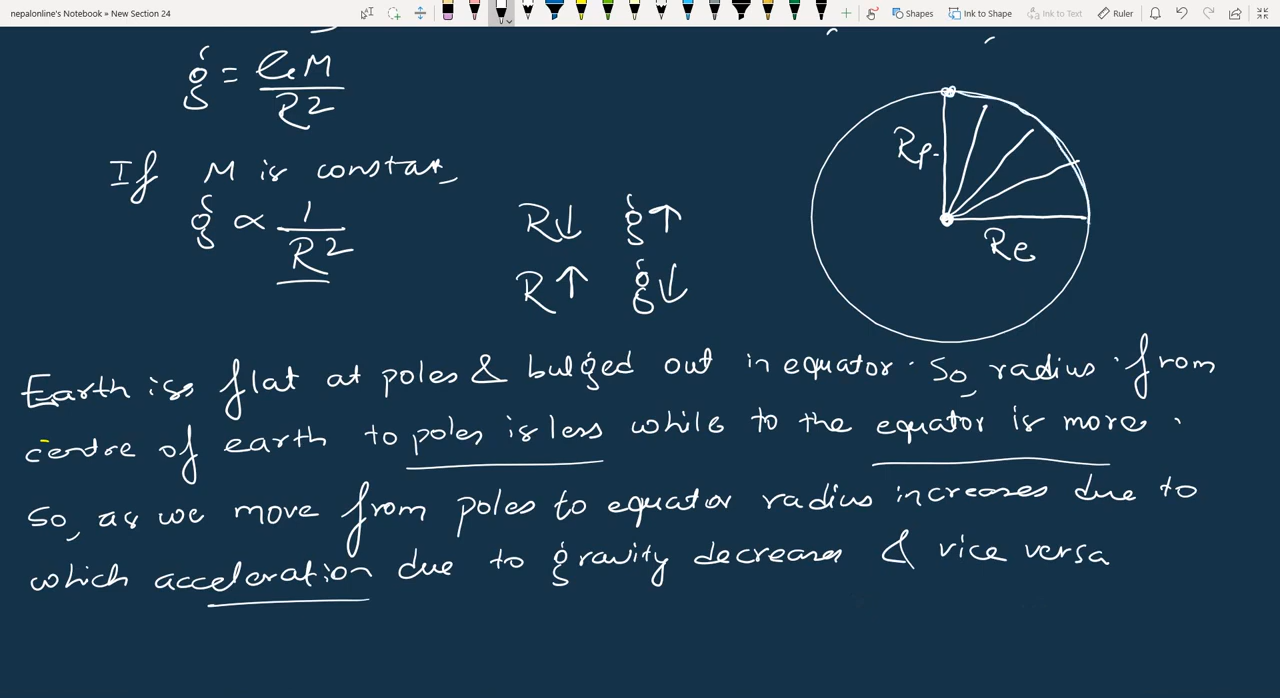 nepalonline's Notebook » New Section 24
Shapes Ink to Shape Ink to Text Ruler
g = GM
R2
If M is constant,
g ∝ 1
R2
R↓ g↑
R↑ g↓
Rp
Re
Earth iss flat at poles & bulged out in equator. So, radius from
centre of earth to poles is less while to the equator is more.
So, as we move from poles to equator radius increases due to
which acceleration due to gravity decreases & vice versa